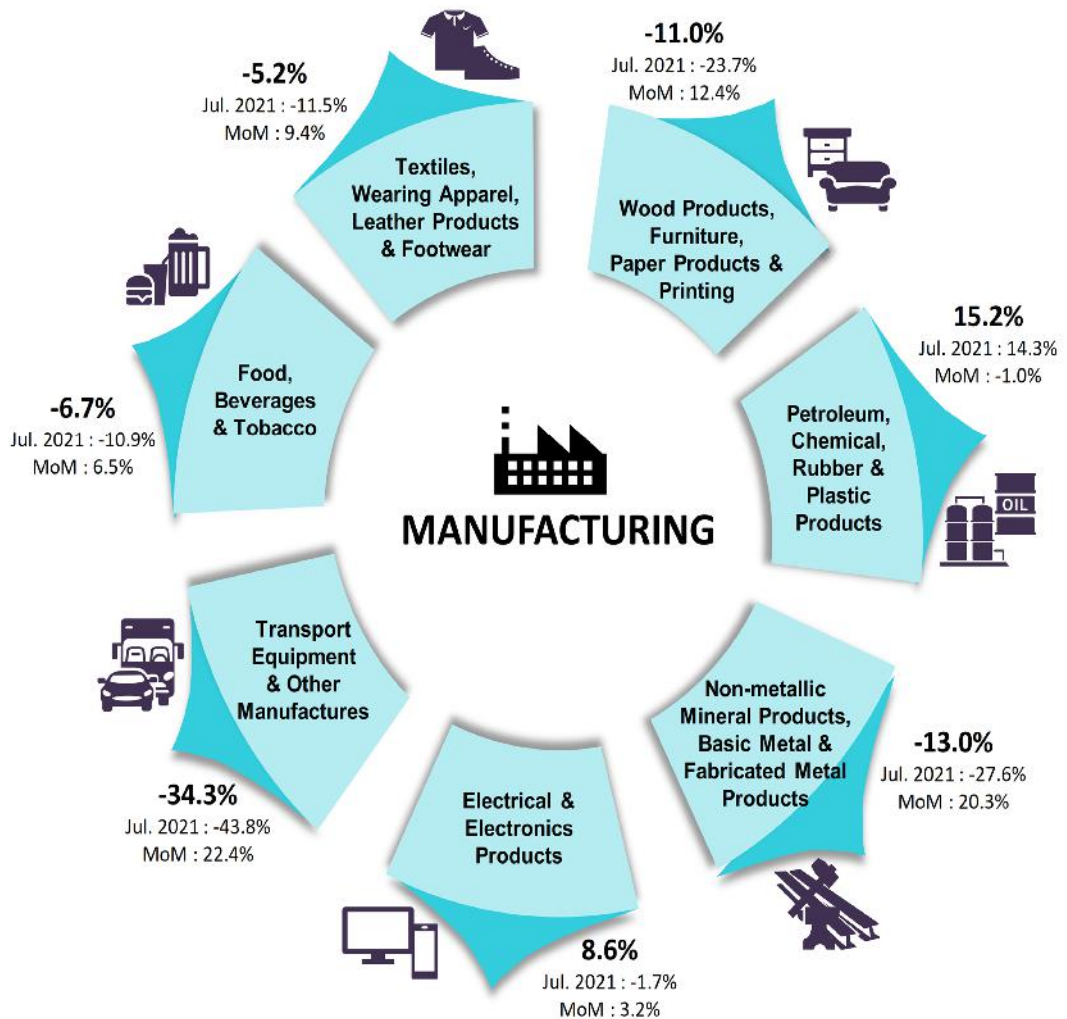 -5.2%
Jul. 2021 : -11.5%
MoM : 9.4%
Textiles,
Wearing Apparel,
Leather Products
& Footwear
-11.0%
Jul. 2021 : -23.7%
MoM : 12.4%
Wood Products,
Furniture,
Paper Products &
Printing
15.2%
Jul. 2021 : 14.3%
MoM : -1.0%
Petroleum,
Chemical,
Rubber &
Plastic
Products
OIL
-6.7%
Jul. 2021 : -10.9%
MoM : 6.5%
Food,
Beverages
& Tobacco
MANUFACTURING
Transport
Equipment
& Other
Manufactures
-34.3%
Jul. 2021 : -43.8%
MoM : 22.4%
Electrical &
Electronics
Products
8.6%
Jul. 2021 : -1.7%
MoM : 3.2%
Non-metallic
Mineral Products,
Basic Metal &
Fabricated Metal
Products
-13.0%
Jul. 2021 : -27.6%
MoM : 20.3%